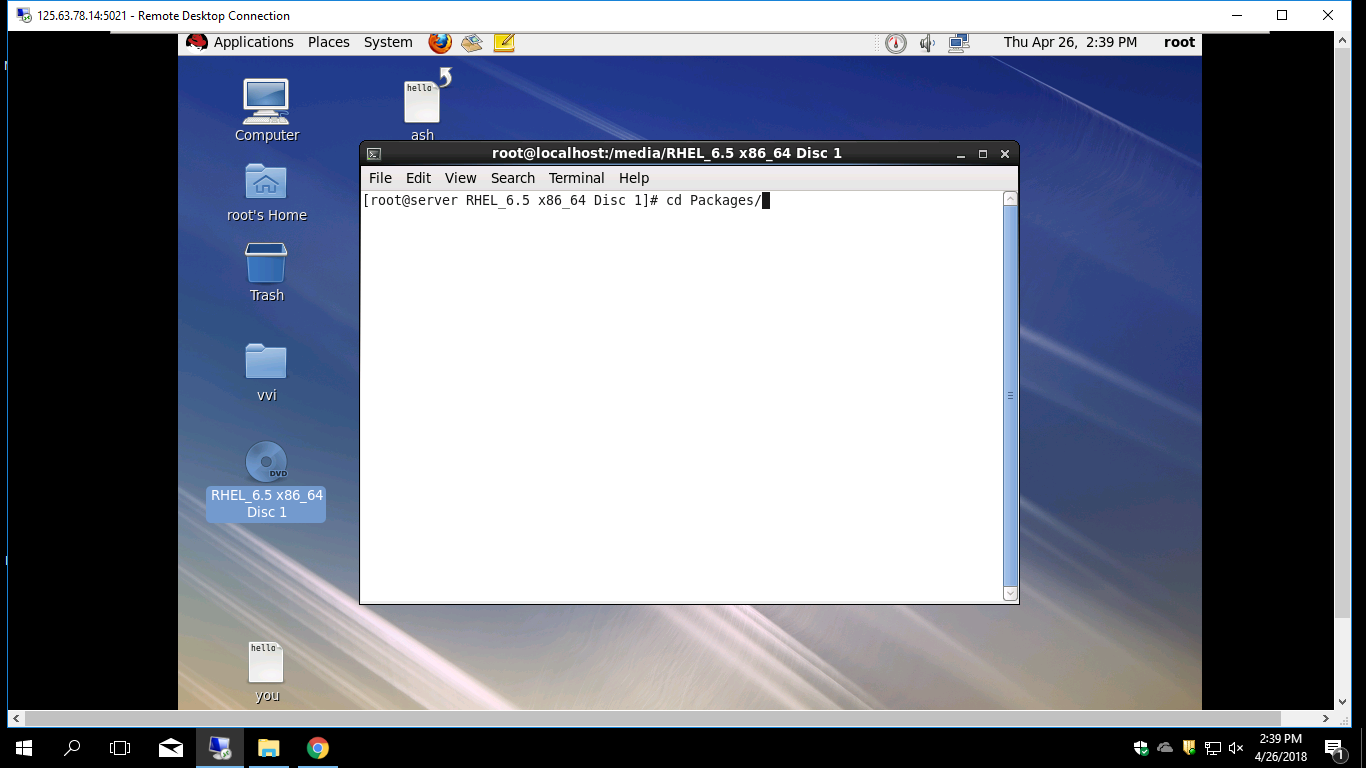 125.63.78.14:5021 - Remote Desktop Connection
Applications Places System Thu Apr 26, 2:39 PM root
Computer
hello
ash
root@localhost:/media/RHEL_6.5 x86_64 Disc 1
File Edit View Search Terminal Help
[root@server RHEL_6.5 x86_64 Disc 1]# cd Packages/
root's Home
Trash
vvi
DVD
RHEL_6.5 x86_64
Disc 1
hello
you
2:39 PM
4/26/2018
1